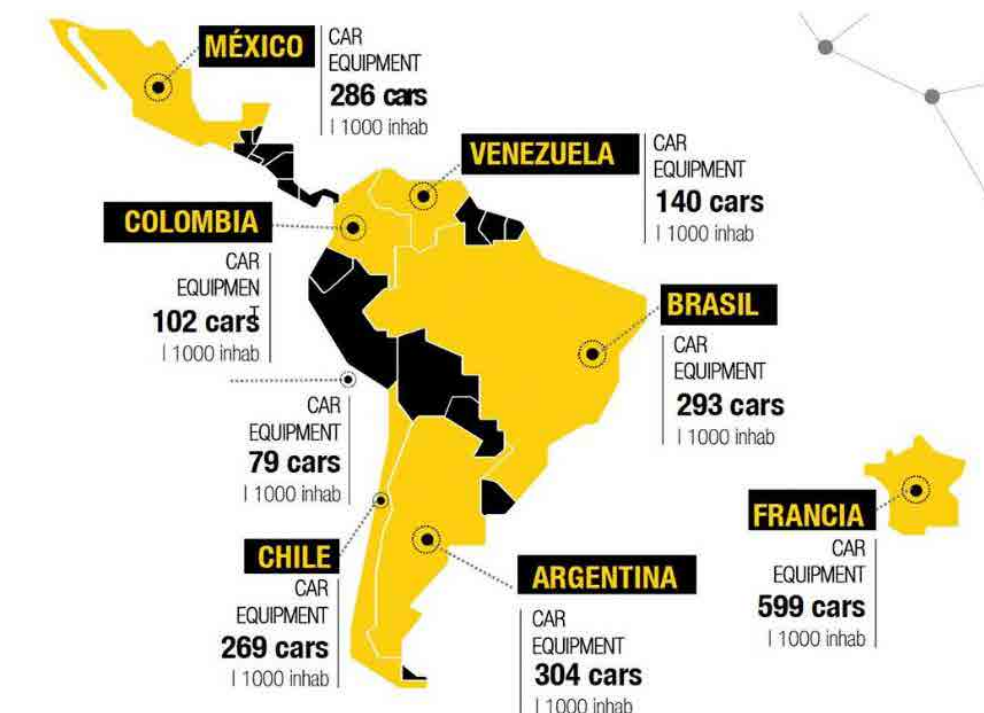 MÉXICO
CAR
EQUIPMENT
286 cars
| 1000 inhab
VENEZUELA
CAR
EQUIPMENT
140 cars
| 1000 inhab
COLOMBIA
CAR
EQUIPMEN
T
102 cars
| 1000 inhab
BRASIL
CAR
EQUIPMENT
293 cars
| 1000 inhab
CAR
EQUIPMENT
79 cars
| 1000 inhab
FRANCIA
CAR
EQUIPMENT
599 cars
| 1000 inhab
CHILE
CAR
EQUIPMENT
269 cars
| 1000 inhab
ARGENTINA
CAR
EQUIPMENT
304 cars
| 1000 inhab